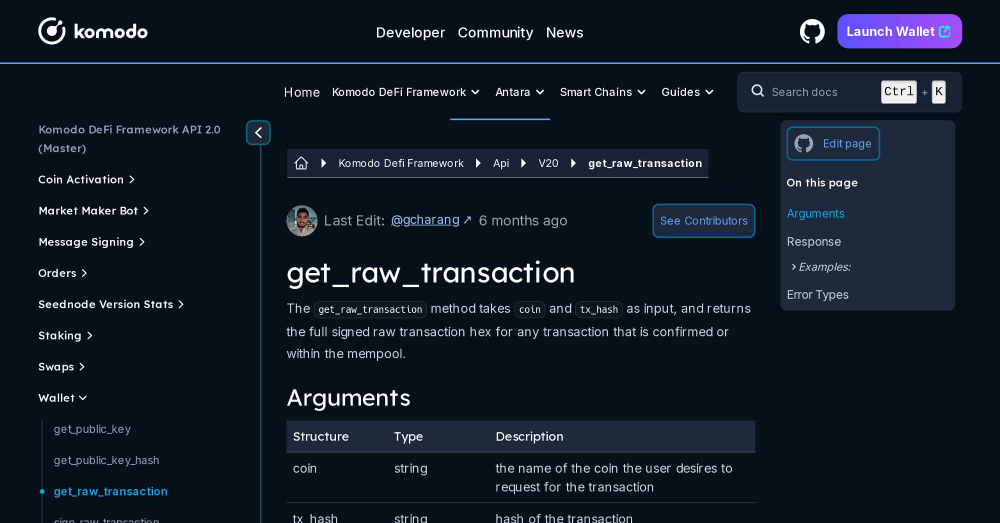 komodo
Developer Community News
Launch Wallet
Home Komodo DeFi Framework Antara Smart Chains Guides
Search docs Ctrl + K
Komodo DeFi Framework API 2.0
(Master)
Coin Activation
Market Maker Bot
Message Signing
Orders
Seednode Version Stats
Staking
Swaps
Wallet
get_public_key
get_public_key_hash
get_raw_transaction
sign_raw_transaction
Komodo Defi Framework Api V20 get_raw_transaction
Last Edit: @gcharang ↗ 6 months ago
See Contributors
get_raw_transaction
The get_raw_transaction method takes coin and tx_hash as input, and returns
the full signed raw transaction hex for any transaction that is confirmed or
within the mempool.
Arguments
Structure Type Description
coin string the name of the coin the user desires to
request for the transaction
tx_hash string hash of the transaction
Edit page
On this page
Arguments
Response
Examples:
Error Types